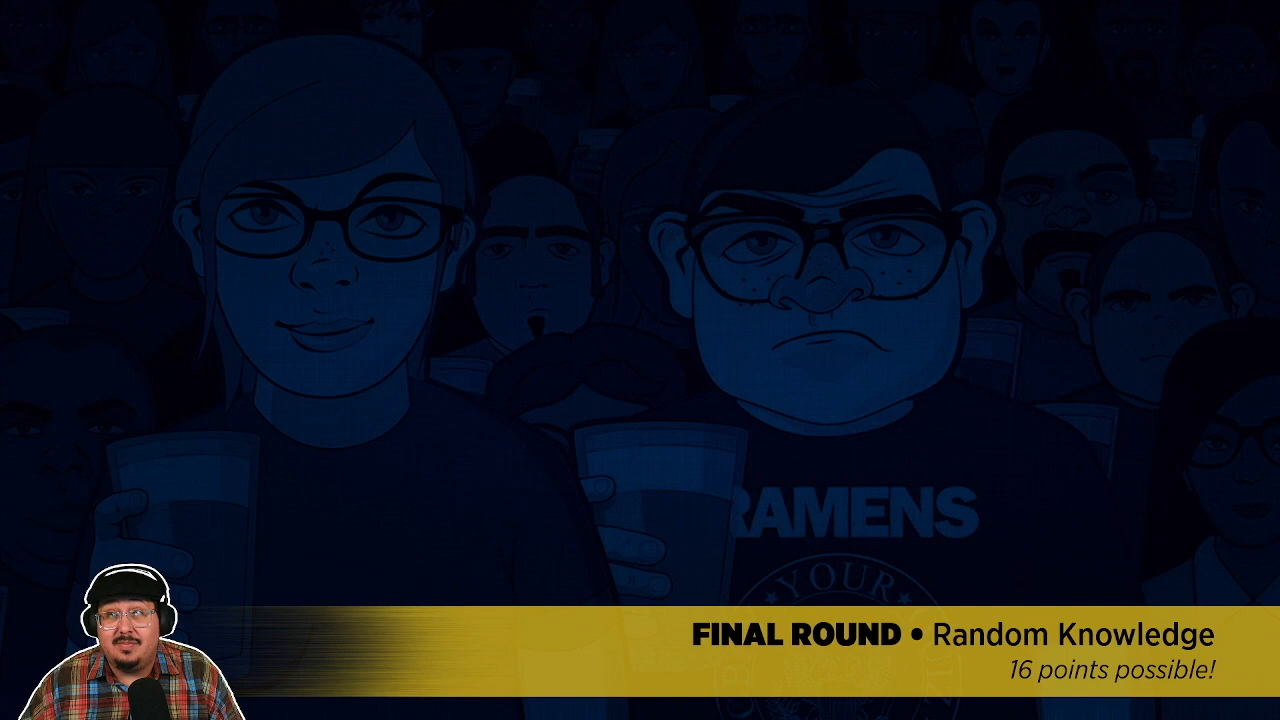 RAMENS
YOUR
FINAL ROUND • Random Knowledge
16 points possible!